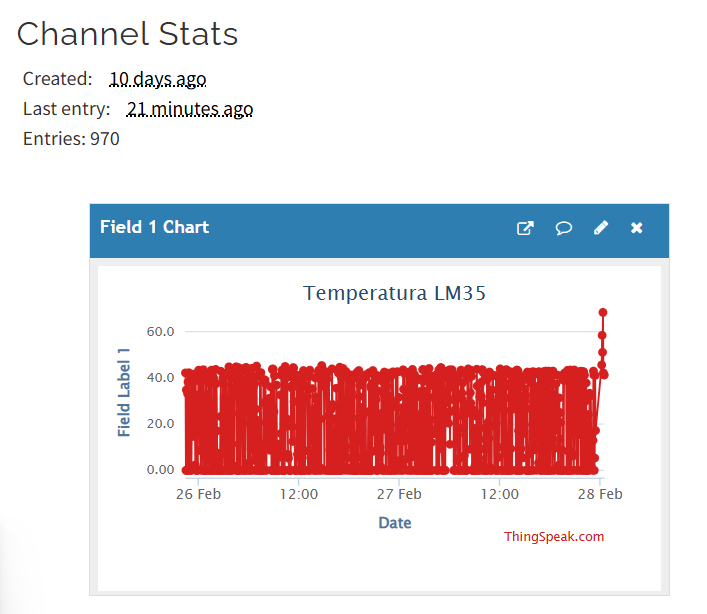 Channel Stats
Created: 10 days ago
Last entry: 21 minutes ago
Entries: 970
Field 1 Chart
Temperatura LM35
Field Label 1
60.0
40.0
20.0
0.00
26 Feb 12:00 27 Feb 12:00 28 Feb
Date
ThingSpeak.com